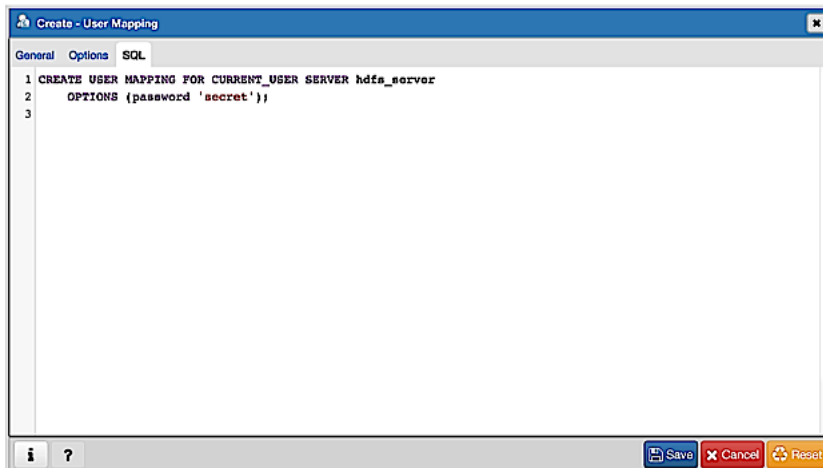 Create - User Mapping
General Options SQL
1 CREATE USER MAPPING FOR CURRENT_USER SERVER hdfs_server
2 OPTIONS (password 'secret');
3
i ? Save Cancel Reset